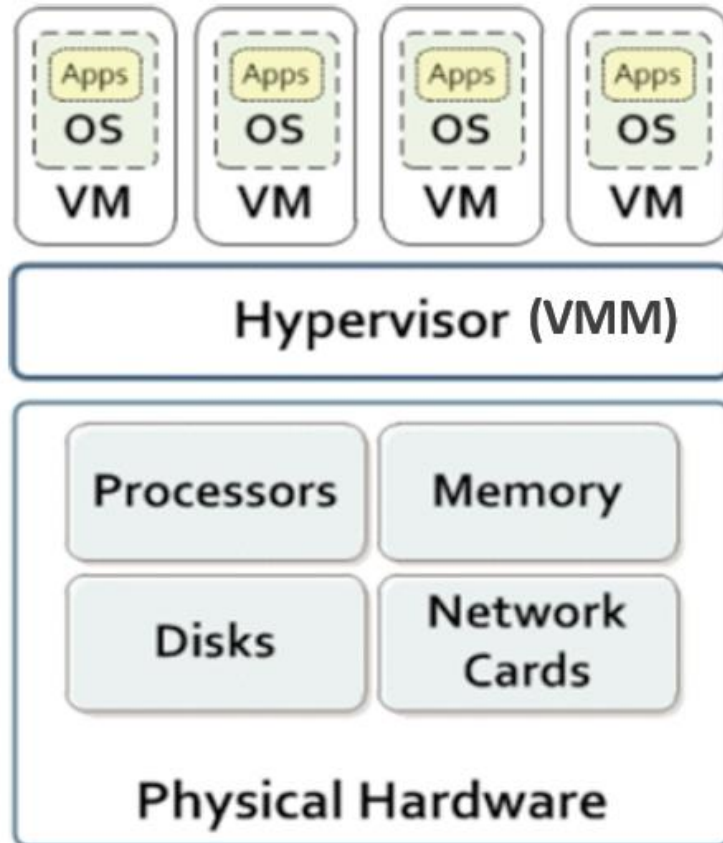 Apps Apps Apps Apps
OS OS OS OS
VM VM VM VM
Hypervisor (VMM)
Processors Memory
Disks Network
Cards
Physical Hardware